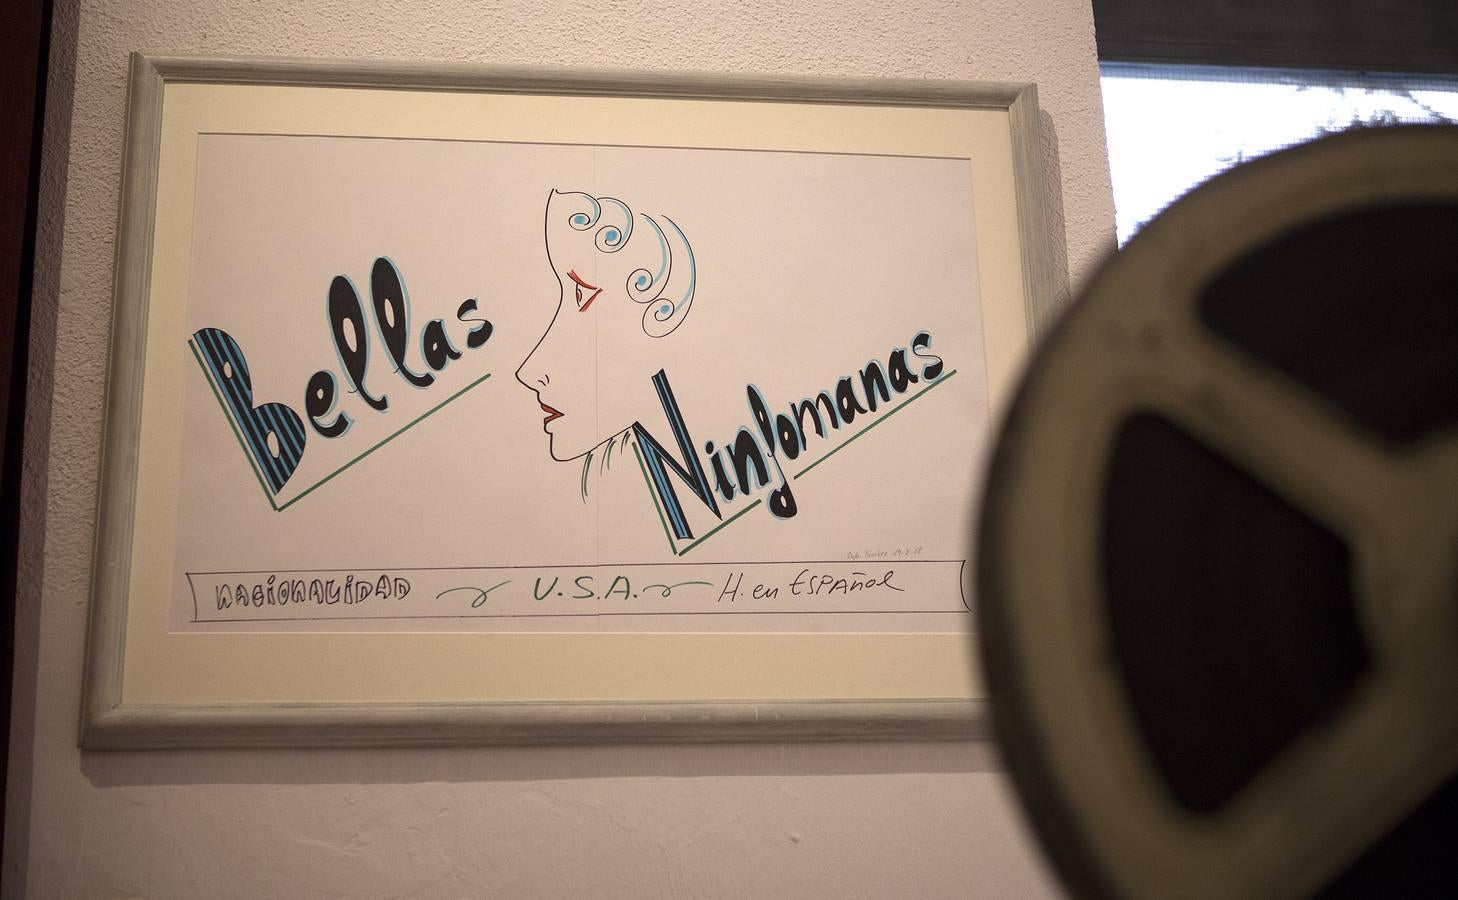 Bellas
Ninfomanas
NACIONALIDAD U.S.A. H. en ESPAÑOL